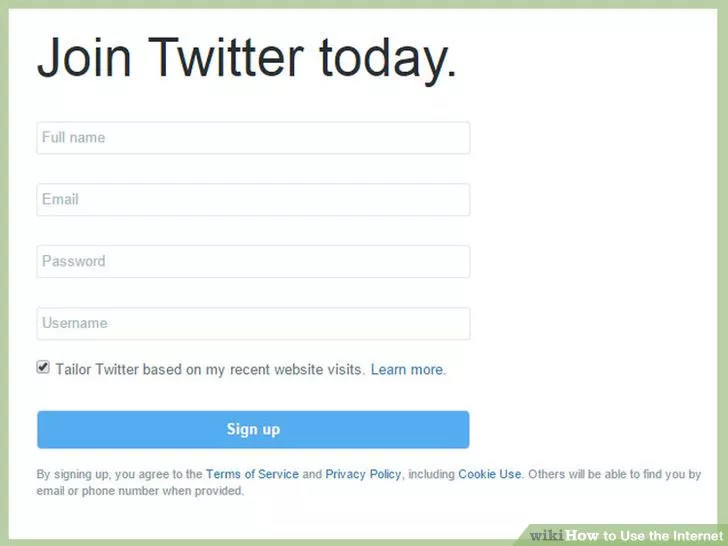 Join Twitter today.
Full name
Email
Password
Username
Tailor Twitter based on my recent website visits. Learn more.
Sign up
By signing up, you agree to the Terms of Service and Privacy Policy, including Cookie Use. Others will be able to find you by
email or phone number when provided.
wikiHow to Use the Internet